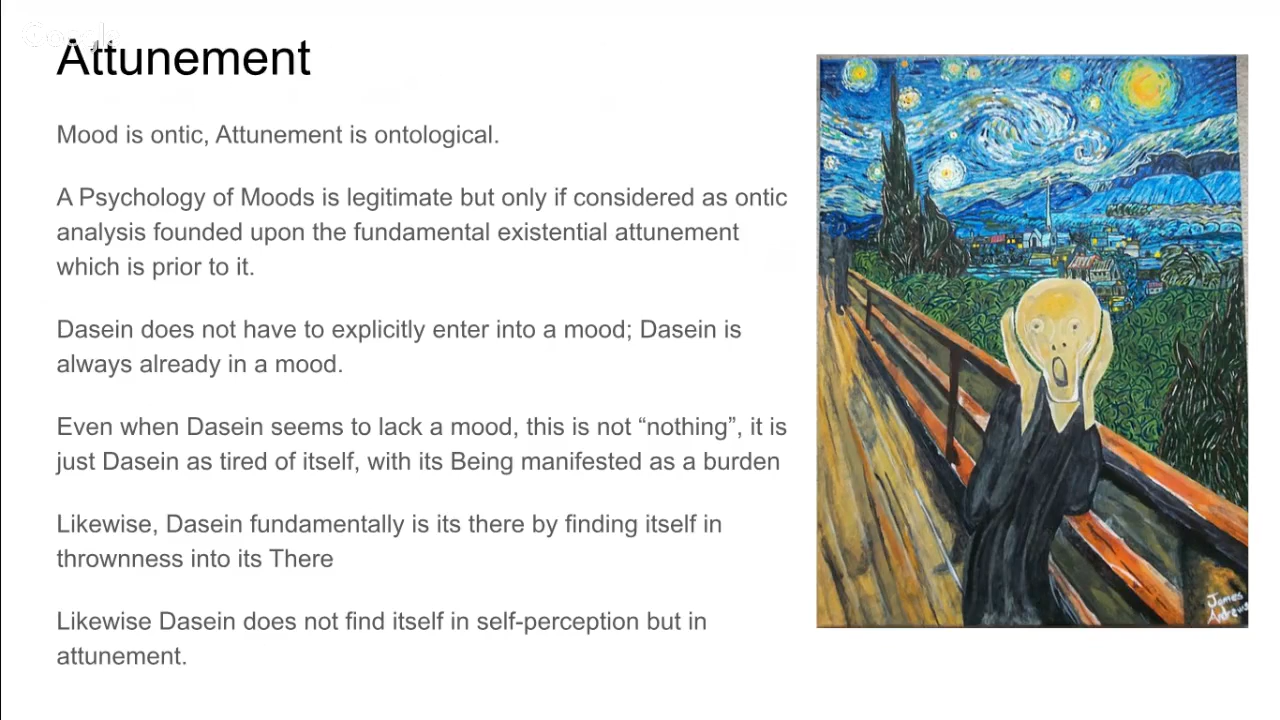 Google
Attunement
Mood is ontic, Attunement is ontological.
A Psychology of Moods is legitimate but only if considered as ontic
analysis founded upon the fundamental existential attunement
which is prior to it.
Dasein does not have to explicitly enter into a mood; Dasein is
always already in a mood.
Even when Dasein seems to lack a mood, this is not “nothing”, it is
just Dasein as tired of itself, with its Being manifested as a burden
Likewise, Dasein fundamentally is its there by finding itself in
thrownness into its There
Likewise Dasein does not find itself in self-perception but in
attunement.
James
Andrews